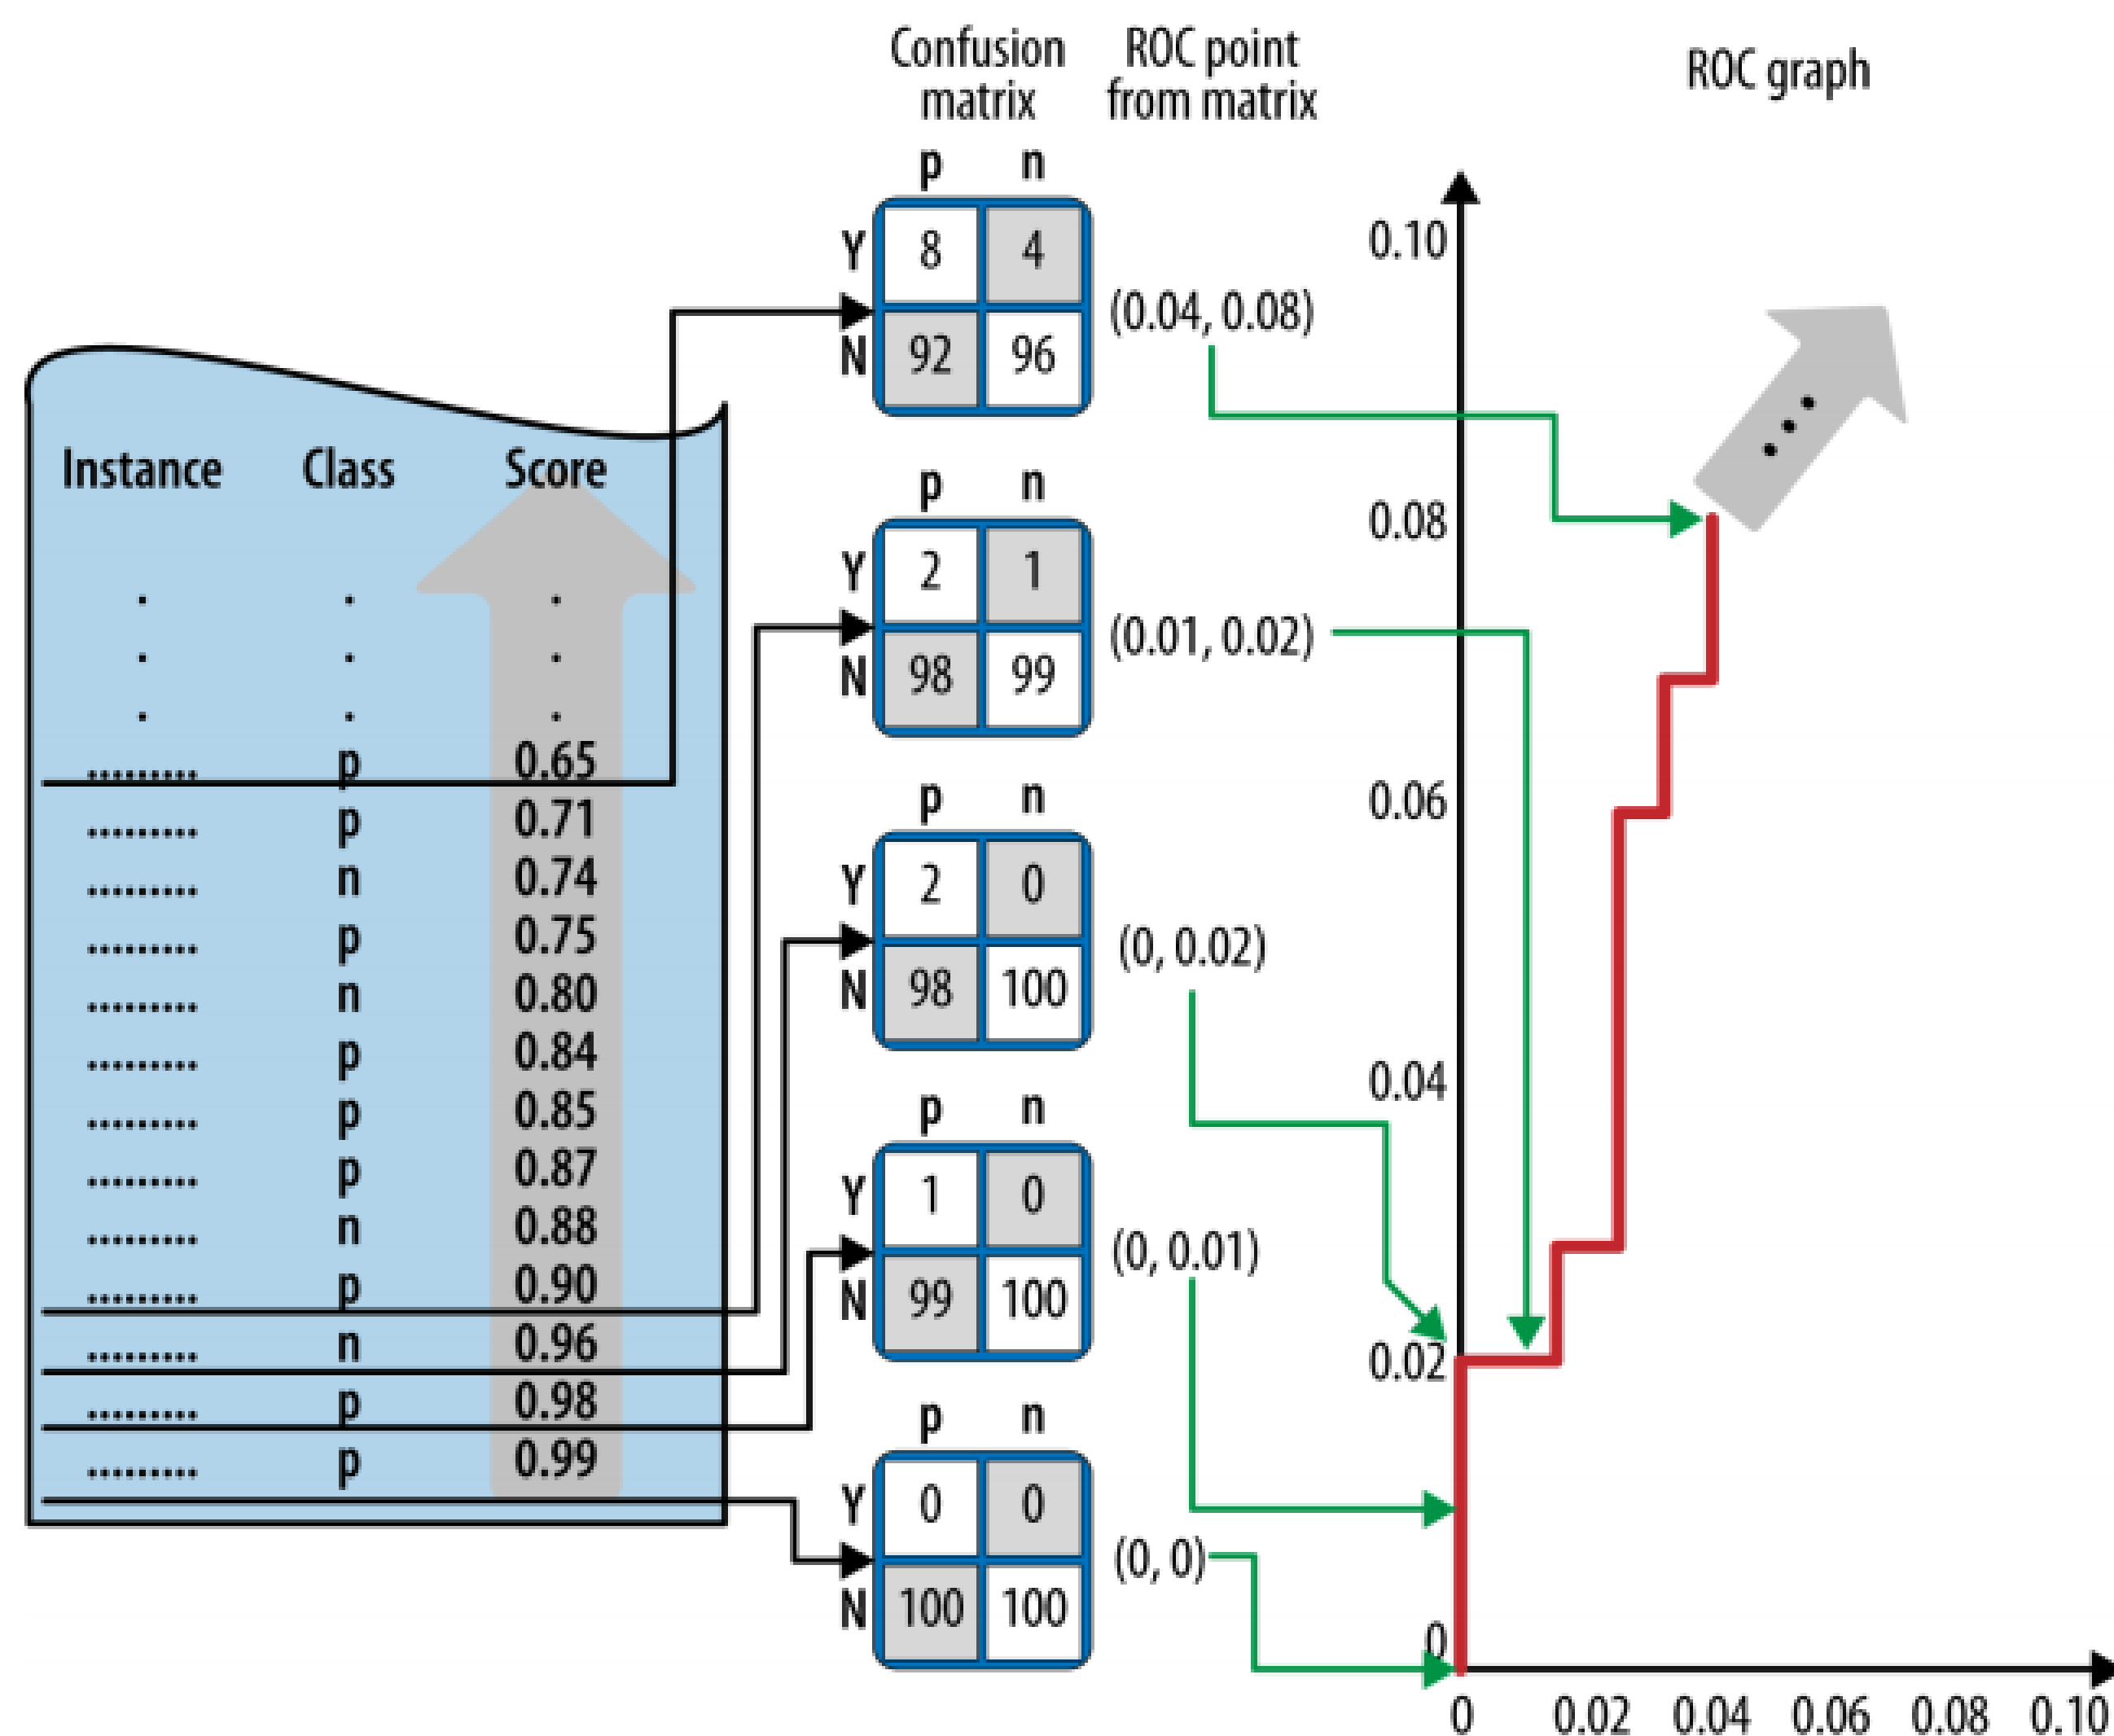 Confusion matrix
ROC point from matrix
ROC graph
Instance Class Score
. . .
. . .
. . .
......... p 0.65
......... p 0.71
......... n 0.74
......... p 0.75
......... n 0.80
......... p 0.84
......... p 0.85
......... p 0.87
......... n 0.88
......... p 0.90
......... n 0.96
......... p 0.98
......... p 0.99
p n
Y 8 4
N 92 96
(0.04, 0.08)
p n
Y 2 1
N 98 99
(0.01, 0.02)
p n
Y 2 0
N 98 100
(0, 0.02)
p n
Y 1 0
N 99 100
(0, 0.01)
p n
Y 0 0
N 100 100
(0, 0)
0.10
0.08
0.06
0.04
0.02
0
0 0.02 0.04 0.06 0.08 0.10